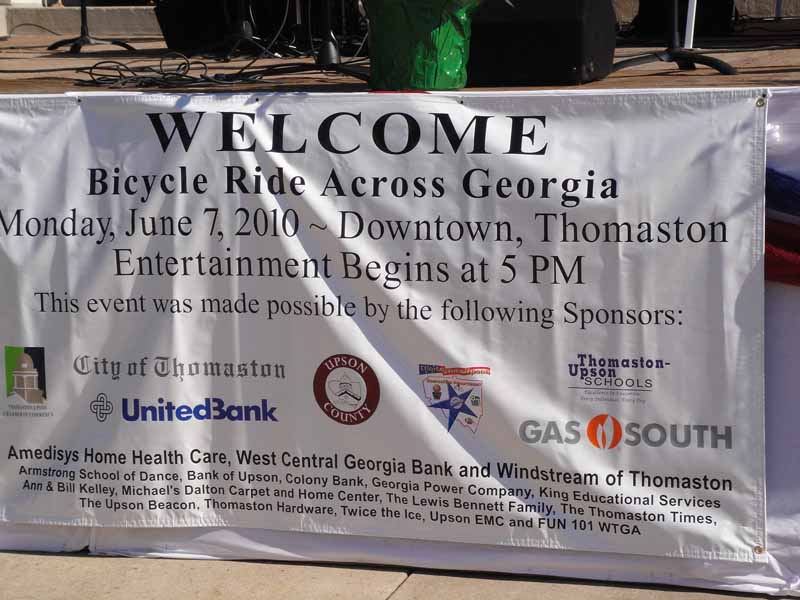 WELCOME
Bicycle Ride Across Georgia
Monday, June 7, 2010 ~ Downtown, Thomaston
Entertainment Begins at 5 PM
This event was made possible by the following Sponsors:
City of Thomaston
UnitedBank
UPSON
COUNTY
Thomaston-
Upson
SCHOOLS
GAS SOUTH
Amedisys Home Health Care, West Central Georgia Bank and Windstream of Thomaston
Armstrong School of Dance, Bank of Upson, Colony Bank, Georgia Power Company, King Educational Services
Ann & Bill Kelley, Michael's Dalton Carpet and Home Center, The Lewis Bennett Family, The Thomaston Times,
The Upson Beacon, Thomaston Hardware, Twice the Ice, Upson EMC and FUN 101 WTGA